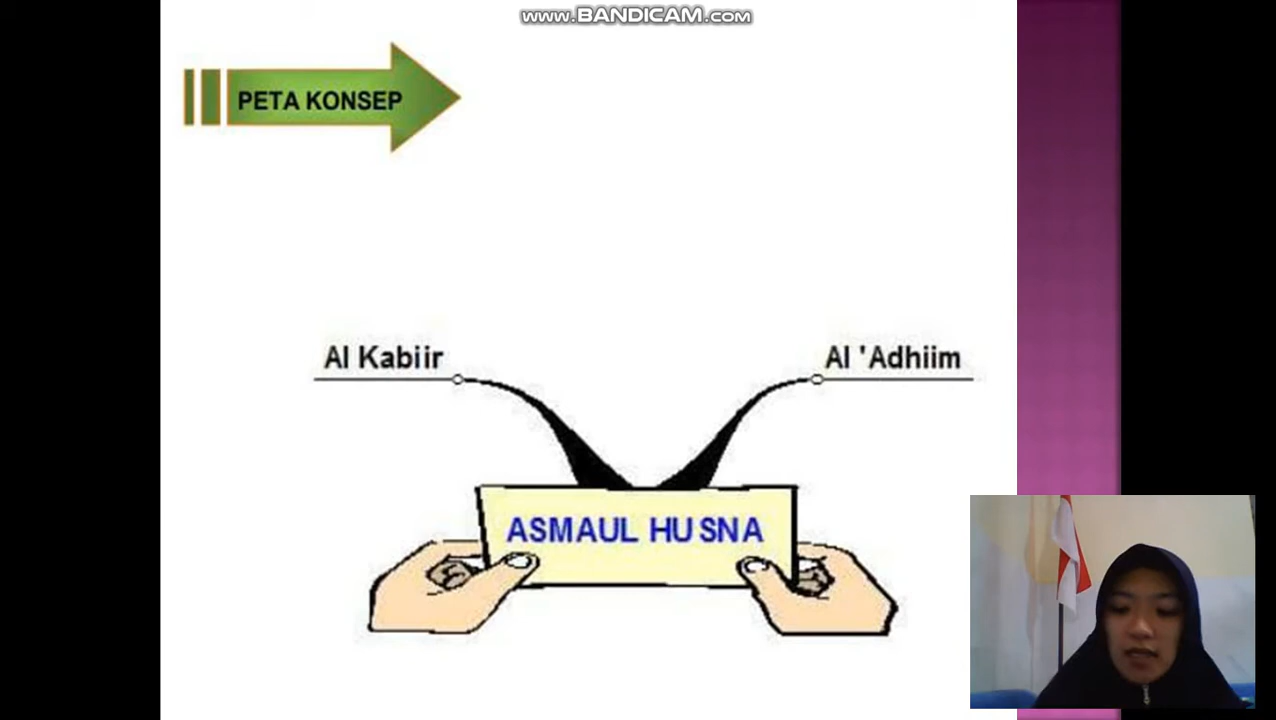 www.BANDICAM.com
PETA KONSEP
Al Kabiir
Al 'Adhiim
ASMAUL HUSNA